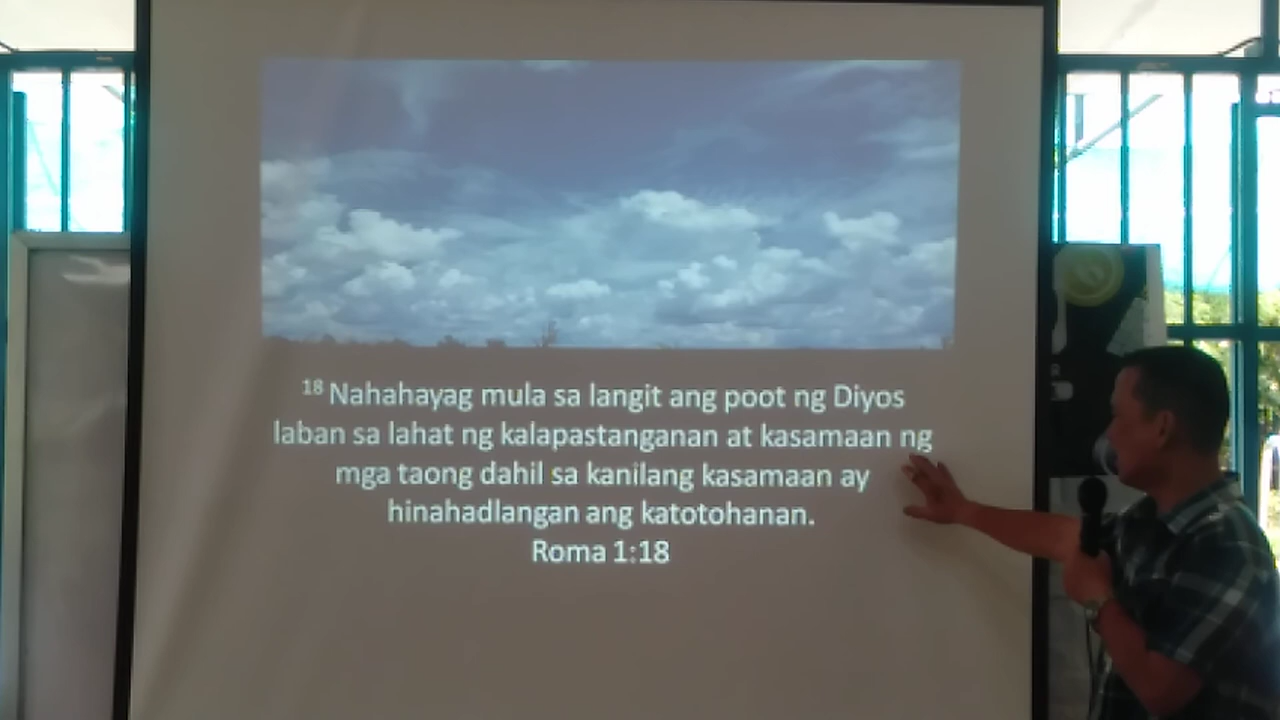 18 Nahahayag mula sa langit ang poot ng Diyos
laban sa lahat ng kalapastanganan at kasamaan ng
mga taong dahil sa kanilang kasamaan ay
hinahadlangan ang katotohanan.
Roma 1:18